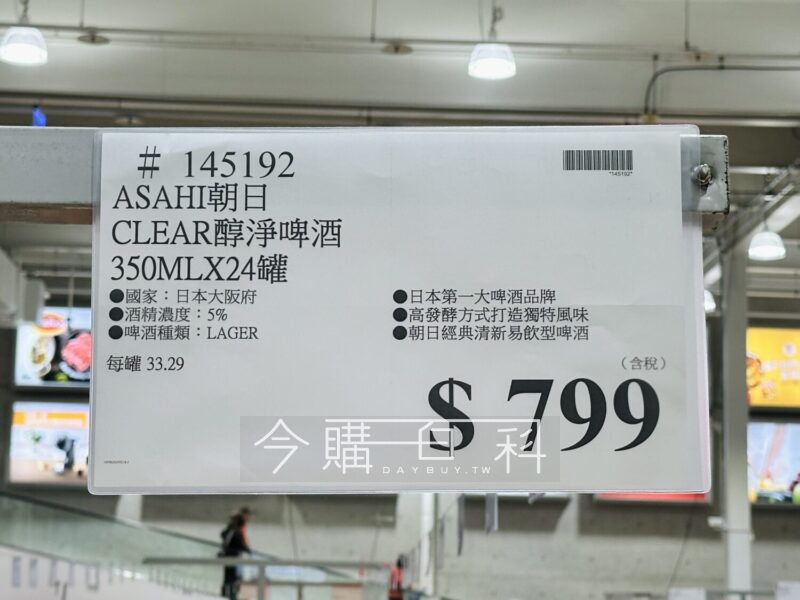 # 145192
*145192*
ASAHI朝日
CLEAR醇淨啤酒
350MLX24罐
●國家：日本大阪府
●酒精濃度：5%
●啤酒種類：LAGER
●日本第一大啤酒品牌
●高發酵方式打造獨特風味
●朝日經典清新易飲型啤酒
每罐 33.29
（含稅）
$ 799
今購百科
DAYBUY.TW